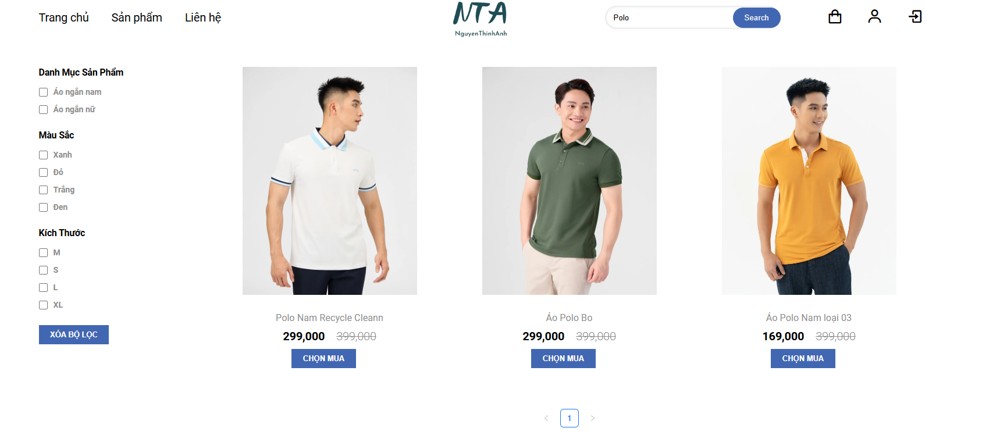 Trang chủ
Sản phẩm
Liên hệ
NTA
NguyenThinhAnh
Polo
Search
Danh Mục Sản Phẩm
Áo ngắn nam
Áo ngắn nữ
Màu Sắc
Xanh
Đỏ
Trắng
Đen
Kích Thước
M
S
L
XL
XÓA BỘ LỌC
Polo Nam Recycle Cleann
299,000 399,000
CHỌN MUA
Áo Polo Bo
299,000 399,000
CHỌN MUA
Áo Polo Nam loại 03
169,000 399,000
CHỌN MUA
< 1 >